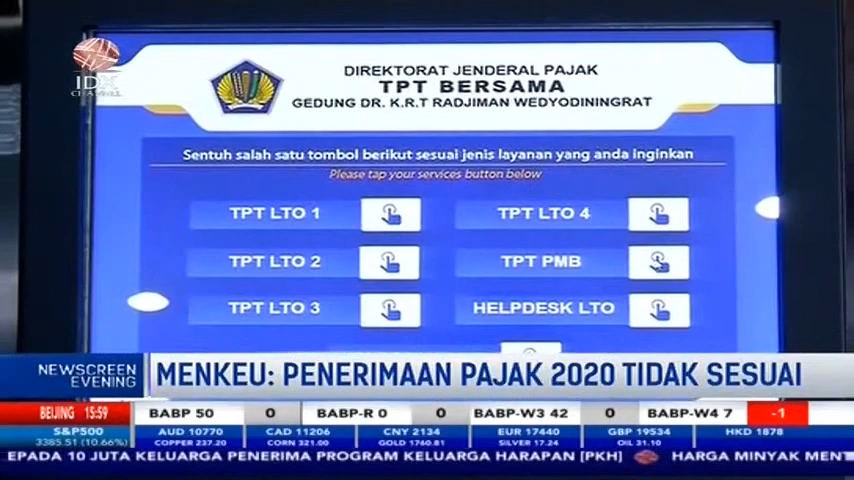 IDX
CHANNEL
DIREKTORAT JENDERAL PAJAK
TPT BERSAMA
GEDUNG DR. K.R.T RADJIMAN WEDYODININGRAT
Sentuh salah satu tombol berikut sesuai jenis layanan yang anda inginkan
Please tap your services button below
TPT LTO 1
TPT LTO 4
TPT LTO 2
TPT PMB
TPT LTO 3
HELPDESK LTO
NEWSCREEN
EVENING
MENKEU: PENERIMAAN PAJAK 2020 TIDAK SESUAI
BEIJING 15:59
BABP 50 0 BABP-R 0 0 BABP-W3 42 0 BABP-W4 7 -1
S&P500
3385.51 (10.66%)
AUD 10770 CAD 11206 CNY 2134 EUR 17440 GBP 19534 HKD 1878
COPPER 237.20 CORN 321.00 GOLD 1760.81 SILVER 17.24 OIL 31.10
EPADA 10 JUTA KELUARGA PENERIMA PROGRAM KELUARGA HARAPAN [PKH] HARGA MINYAK MENT